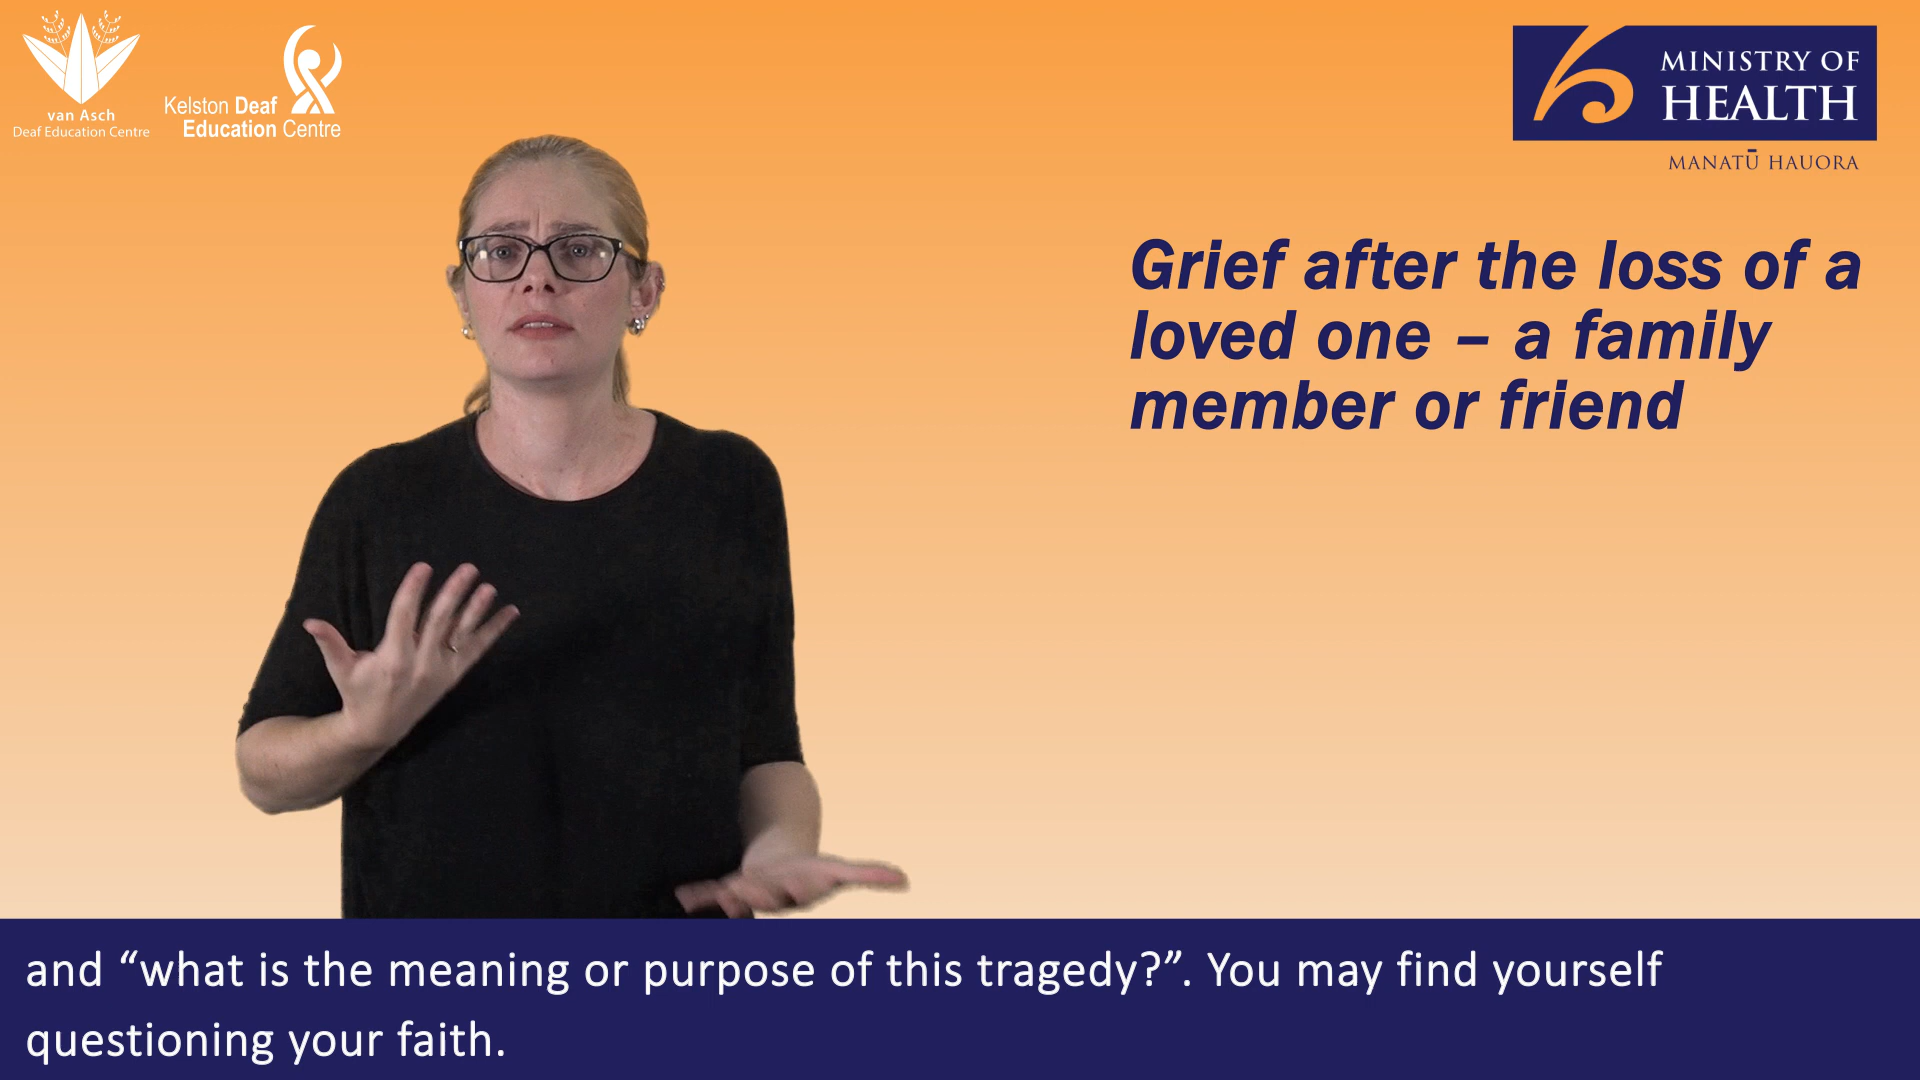 van Asch
Deaf Education Centre
Kelston Deaf
Education Centre
MINISTRY OF
HEALTH
MANATŪ HAUORA
Grief after the loss of a
loved one – a family
member or friend
and “what is the meaning or purpose of this tragedy?”. You may find yourself
questioning your faith.